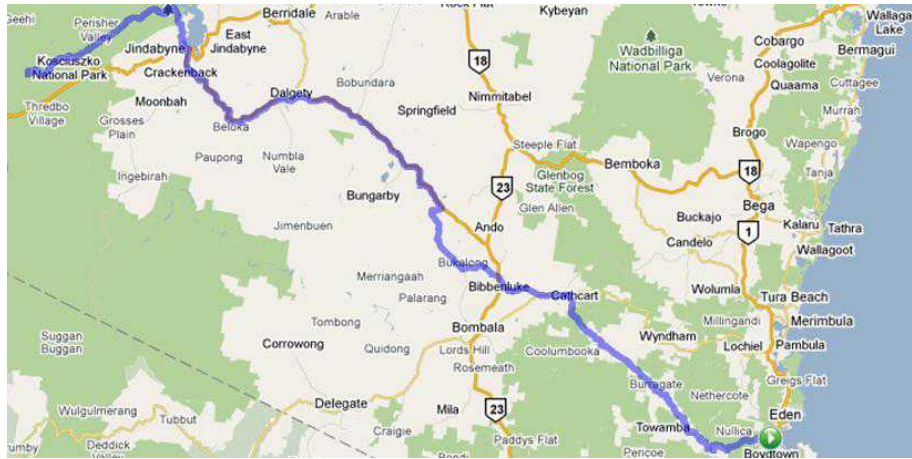 Geehi
Perisher
Valley
Berridale
Arable
Rock Flat
Kybeyan
Wallaga
Lake
Cobargo
Bermagui
Coolagolite
Cuttagee
Quaama
Verona
Murrah
Wadbilliga
National Park
18
Kosciuszko
National Park
Jindabyne
East
Jindabyne
Crackenback
Bobundara
Nimmitabel
Thredbo
Village
Moonbah
Dalgety
Springfield
Grosses
Plain
Beloka
Brogo
Wapengo
Steeple Flat
Paupong
Numbla
Vale
Bemboka
18
Tanja
Ingebirah
Bungarby
23
Glenbog
State Forest
Glen Allen
Bega
Buckajo
Kalaru
Tathra
Jimenbuen
Ando
Candelo
1
Wallagoot
Bukalong
Merriangaah
Bibbenluke
Cathcart
Wolumla
Tura Beach
Palarang
Tombong
Bombala
Wyndham
Millingandi
Merimbula
Suggan
Buggan
Corrowong
Quidong
Lords Hill
Coolumbooka
Lochiel
Pambula
Rosemeath
Burragate
Greigs Flat
Nethercote
Delegate
Mila
23
Eden
Wulgulmerang
Tubbut
Towamba
Nullica
Craigie
Paddys Flat
Pericoe
Boydtown
Deddick
Valley